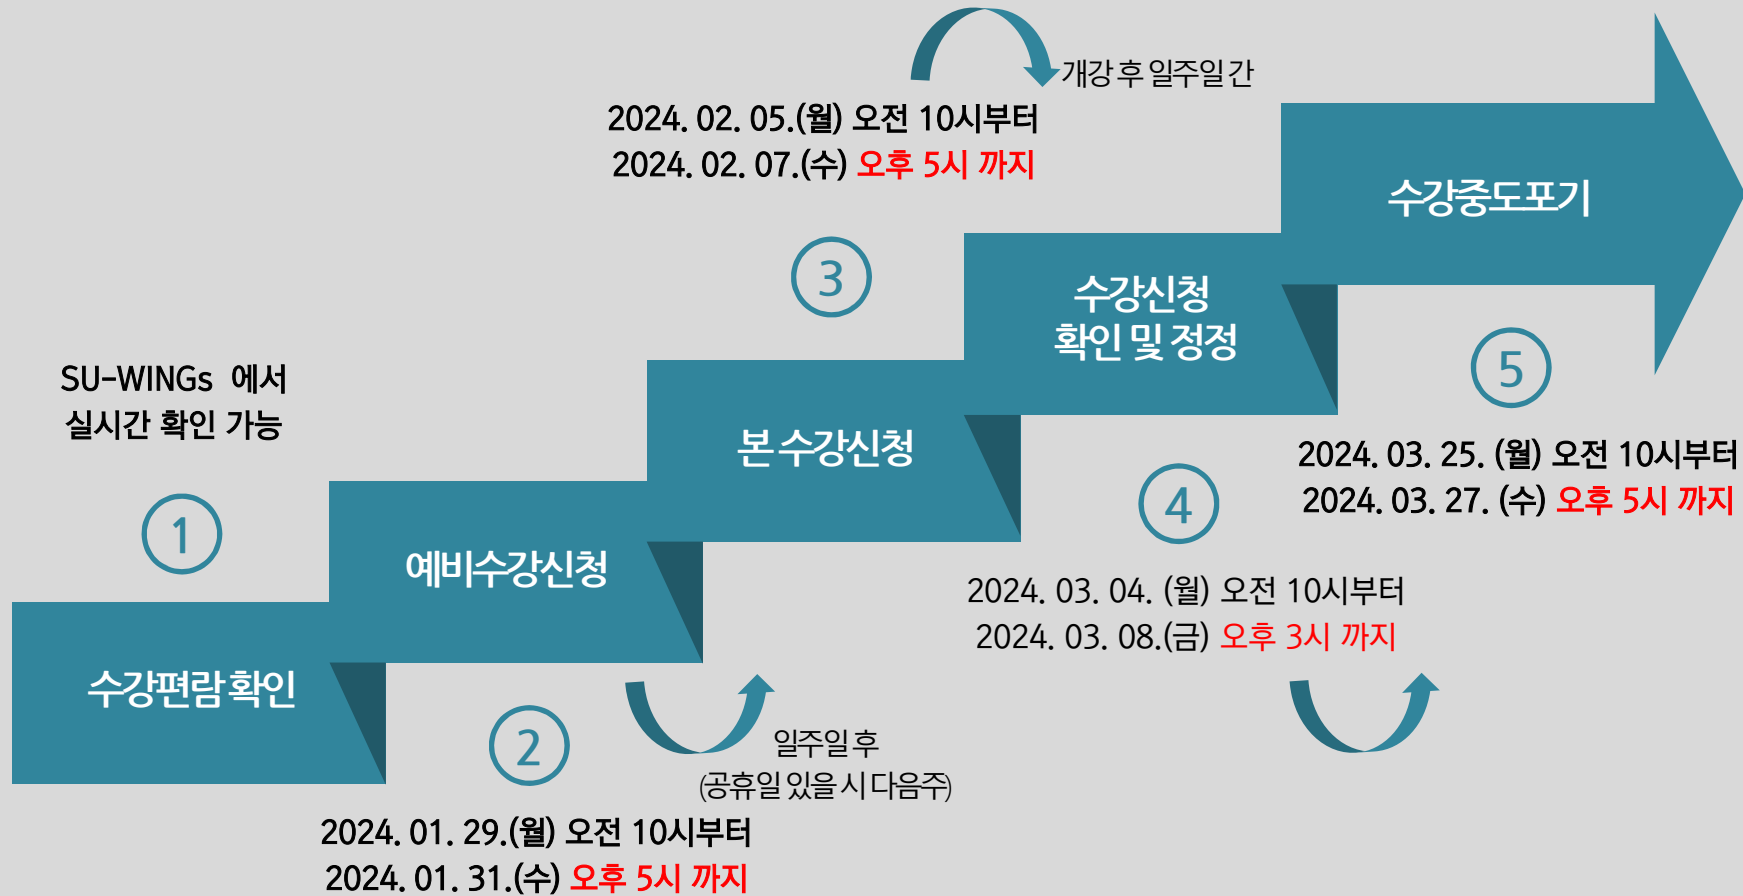 SU-WINGs 에서
실시간 확인 가능
1
수강편람 확인
예비수강신청
2
2024. 01. 29.(월) 오전 10시부터
2024. 01. 31.(수) 오후 5시 까지
일주일 후
(공휴일 있을 시 다음주)
2024. 02. 05.(월) 오전 10시부터
2024. 02. 07.(수) 오후 5시 까지
3
본 수강신청
개강 후 일주일 간
수강신청
확인 및 정정
4
2024. 03. 04. (월) 오전 10시부터
2024. 03. 08.(금) 오후 3시 까지
수강중도포기
5
2024. 03. 25. (월) 오전 10시부터
2024. 03. 27. (수) 오후 5시 까지